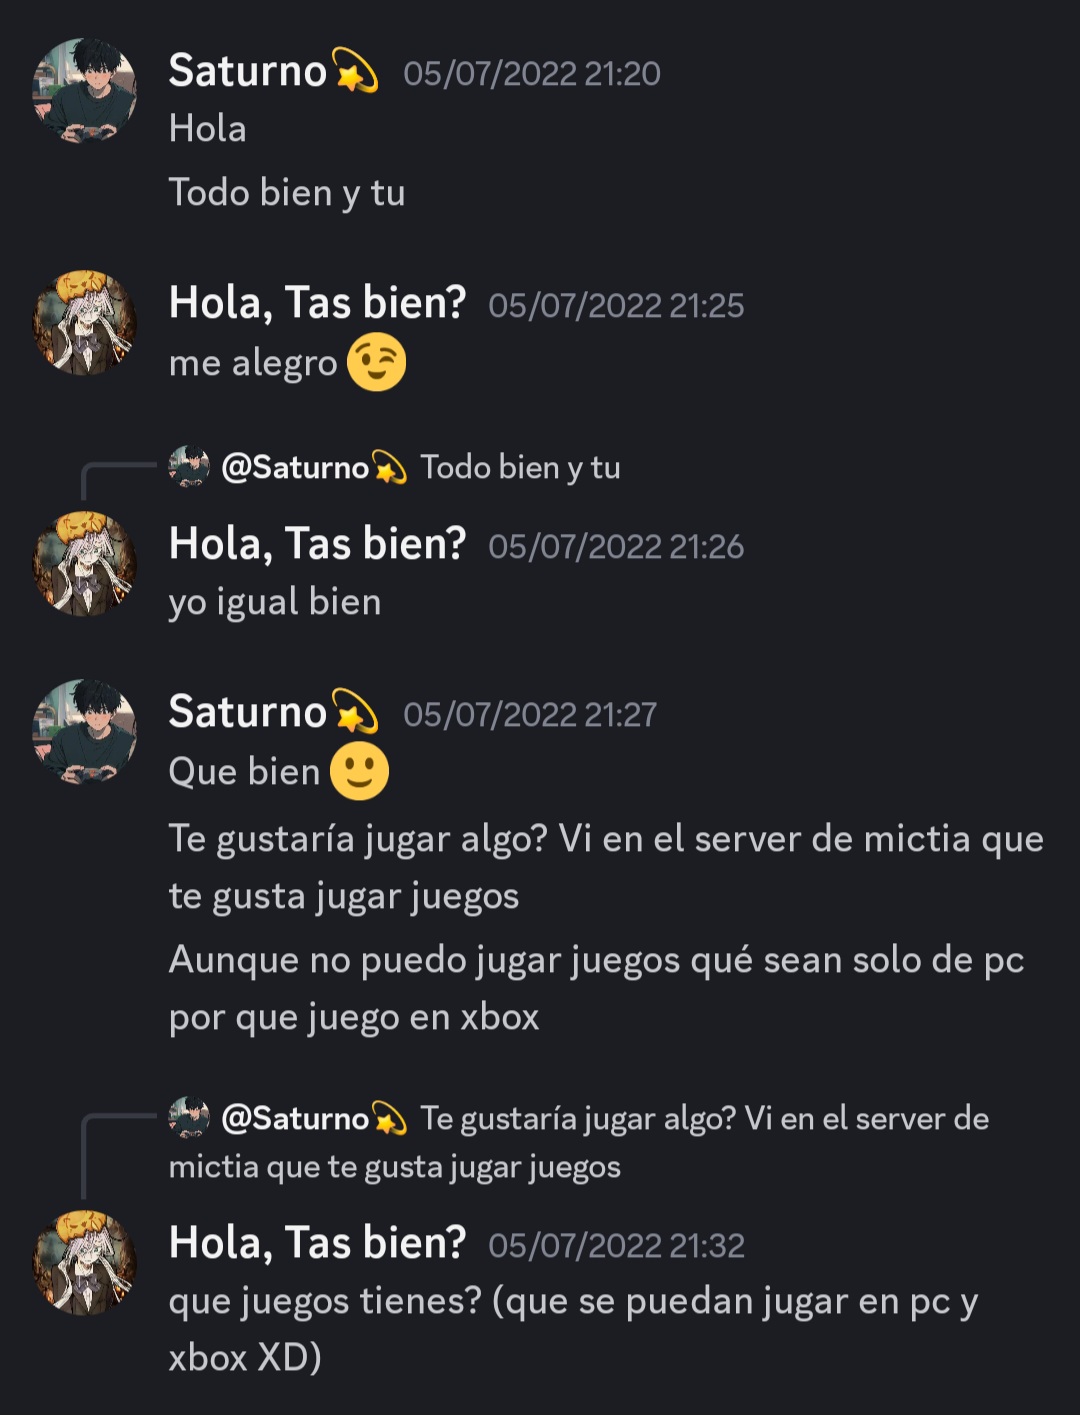 Saturno💫 05/07/2022 21:20
Hola
Todo bien y tu
Hola, Tas bien? 05/07/2022 21:25
me alegro 😉
@Saturno💫 Todo bien y tu
Hola, Tas bien? 05/07/2022 21:26
yo igual bien
Saturno💫 05/07/2022 21:27
Que bien 🙂
Te gustaría jugar algo? Vi en el server de mictia que
te gusta jugar juegos
Aunque no puedo jugar juegos qué sean solo de pc
por que juego en xbox
@Saturno💫 Te gustaría jugar algo? Vi en el server de
mictia que te gusta jugar juegos
Hola, Tas bien? 05/07/2022 21:32
que juegos tienes? (que se puedan jugar en pc y
xbox XD)